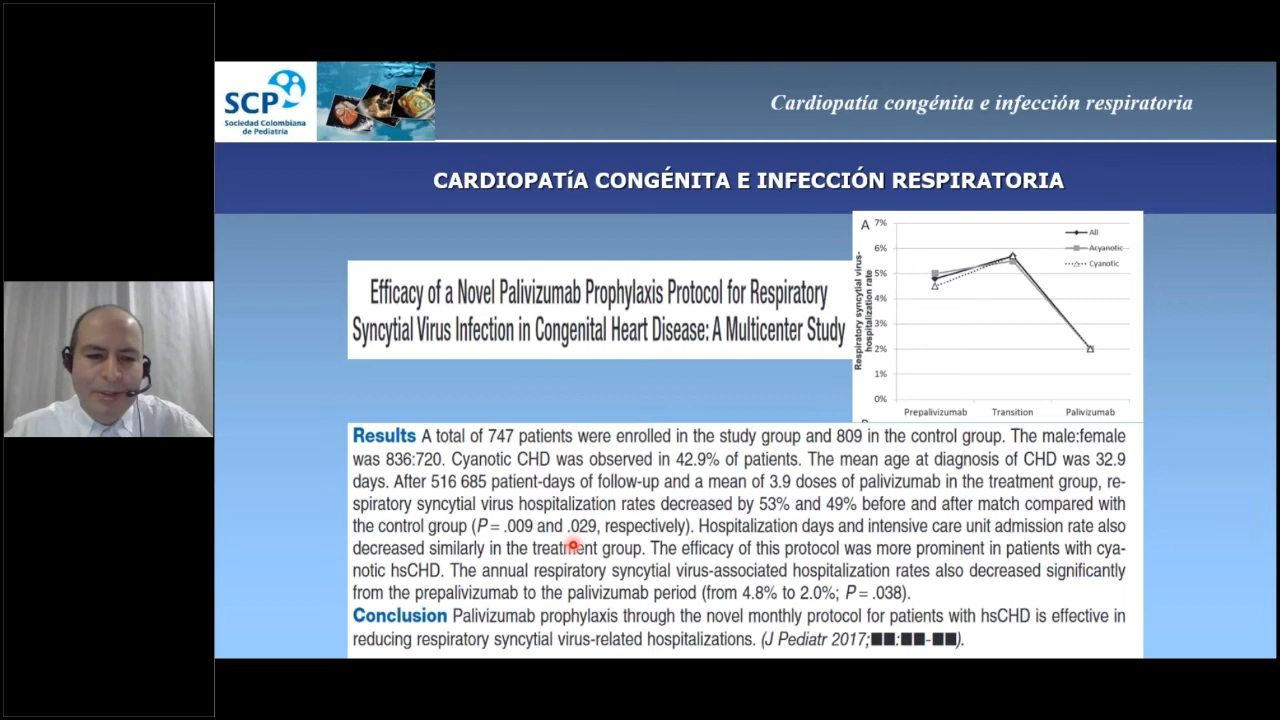 SCP
Sociedad Colombiana
de Pediatría
Cardiopatía congénita e infección respiratoria
CARDIOPATíA CONGÉNITA E INFECCIÓN RESPIRATORIA
Efficacy of a Novel Palivizumab Prophylaxis Protocol for Respiratory
Syncytial Virus Infection in Congenital Heart Disease: A Multicenter Study
A
Respiratory syncytial virus-
hospitalization rate
7%
6%
5%
4%
3%
2%
1%
0%
All
Acyanotic
Cyanotic
Prepalivizumab Transition Palivizumab
Results A total of 747 patients were enrolled in the study group and 809 in the control group. The male:female
was 836:720. Cyanotic CHD was observed in 42.9% of patients. The mean age at diagnosis of CHD was 32.9
days. After 516 685 patient-days of follow-up and a mean of 3.9 doses of palivizumab in the treatment group, re-
spiratory syncytial virus hospitalization rates decreased by 53% and 49% before and after match compared with
the control group (P = .009 and .029, respectively). Hospitalization days and intensive care unit admission rate also
decreased similarly in the treatment group. The efficacy of this protocol was more prominent in patients with cya-
notic hsCHD. The annual respiratory syncytial virus-associated hospitalization rates also decreased significantly
from the prepalivizumab to the palivizumab period (from 4.8% to 2.0%; P = .038).
Conclusion Palivizumab prophylaxis through the novel monthly protocol for patients with hsCHD is effective in
reducing respiratory syncytial virus-related hospitalizations. (J Pediatr 2017;■■:■■-■■).